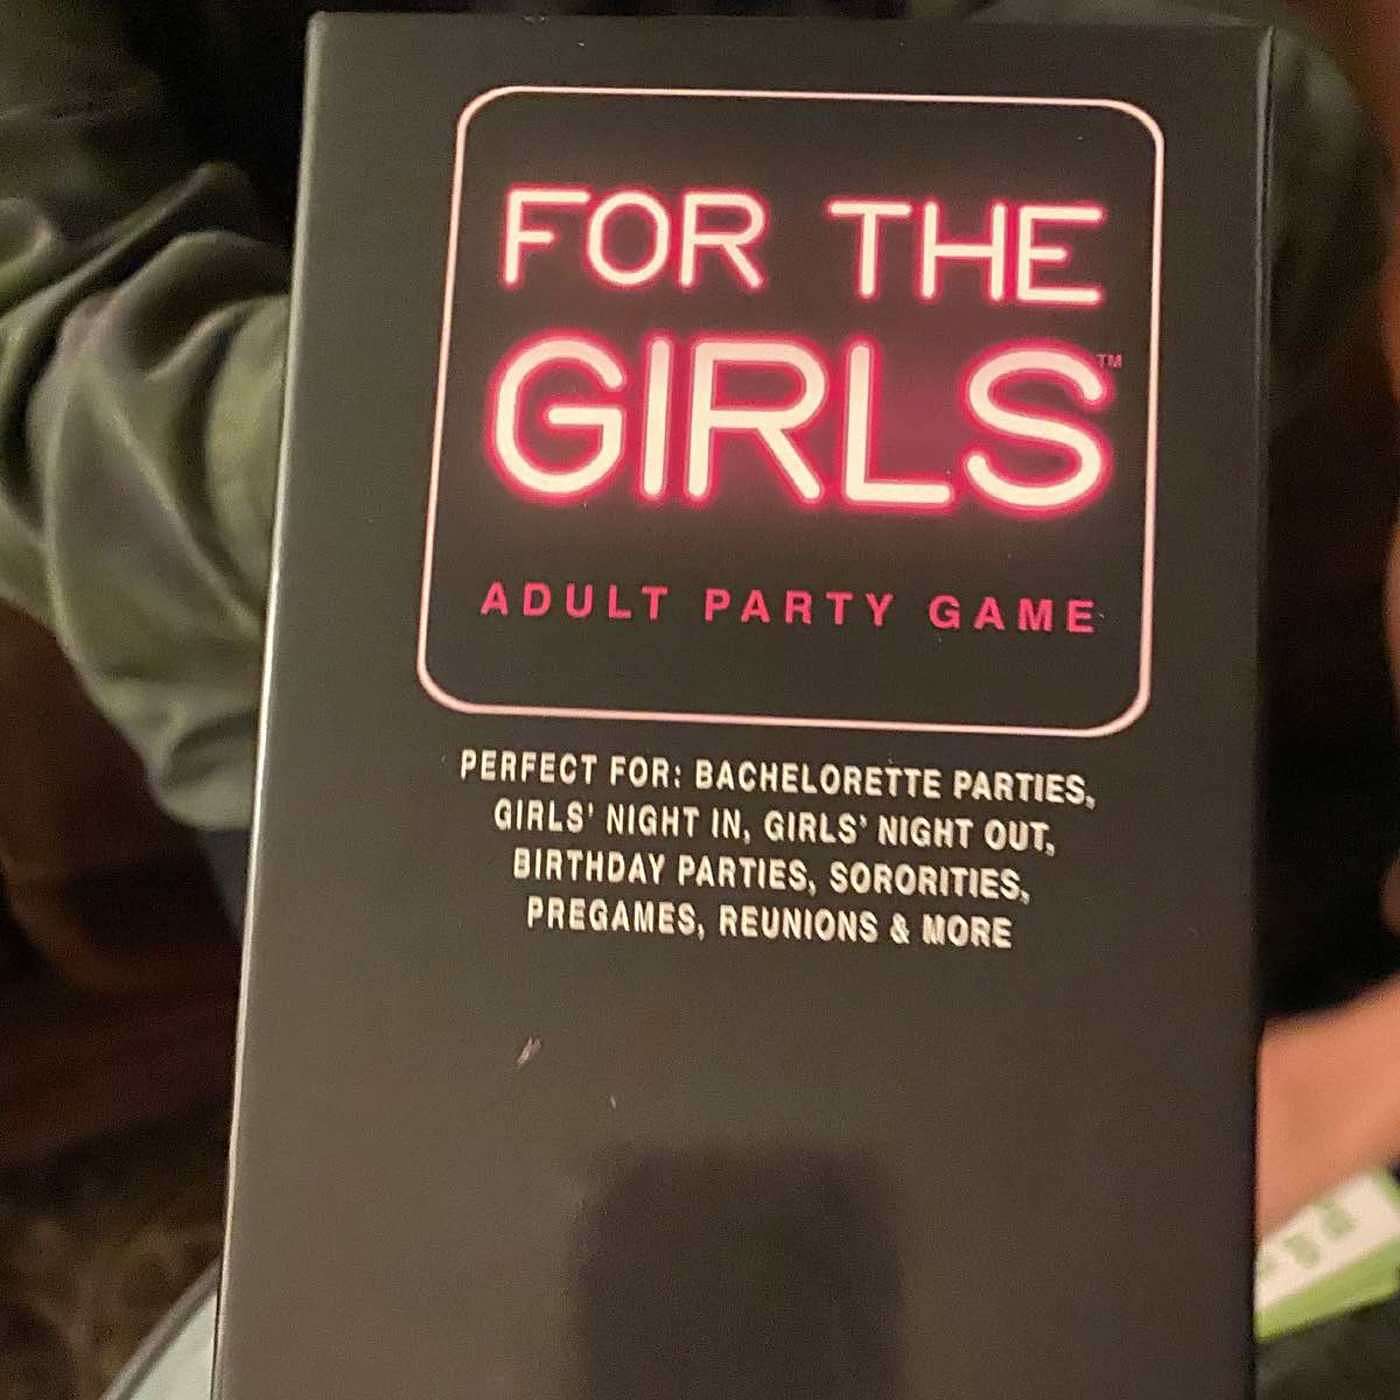 FOR THE
GIRLS™
ADULT PARTY GAME
PERFECT FOR: BACHELORETTE PARTIES,
GIRLS' NIGHT IN, GIRLS' NIGHT OUT,
BIRTHDAY PARTIES, SORORITIES,
PREGAMES, REUNIONS & MORE